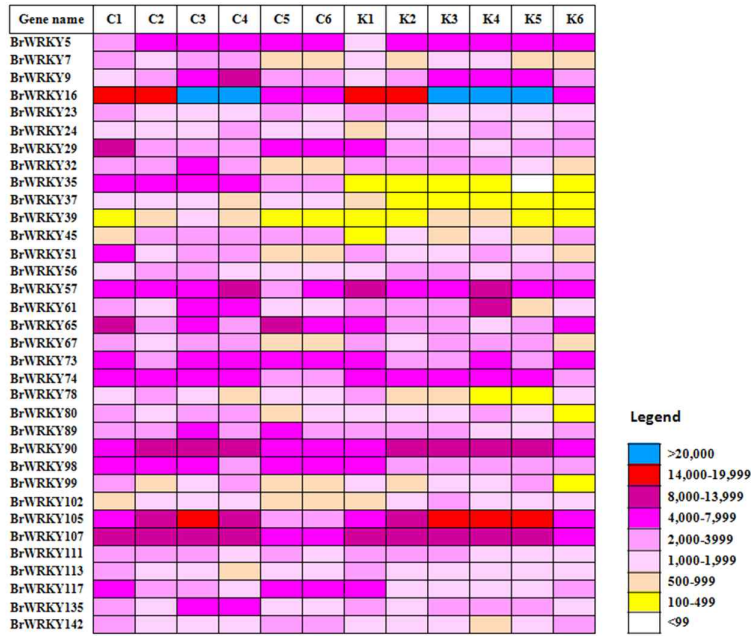 Gene name C1 C2 C3 C4 C5 C6 K1 K2 K3 K4 K5 K6
BrWRKY5
BrWRKY7
BrWRKY9
BrWRKY16
BrWRKY23
BrWRKY24
BrWRKY29
BrWRKY32
BrWRKY35
BrWRKY37
BrWRKY39
BrWRKY45
BrWRKY51
BrWRKY56
BrWRKY57
BrWRKY61
BrWRKY65
BrWRKY67
BrWRKY73
BrWRKY74
BrWRKY78
BrWRKY80
BrWRKY89
BrWRKY90
BrWRKY98
BrWRKY99
BrWRKY102
BrWRKY105
BrWRKY107
BrWRKY111
BrWRKY113
BrWRKY117
BrWRKY135
BrWRKY142
Legend
>20,000
14,000-19,999
8,000-13,999
4,000-7,999
2,000-3999
1,000-1,999
500-999
100-499
<99